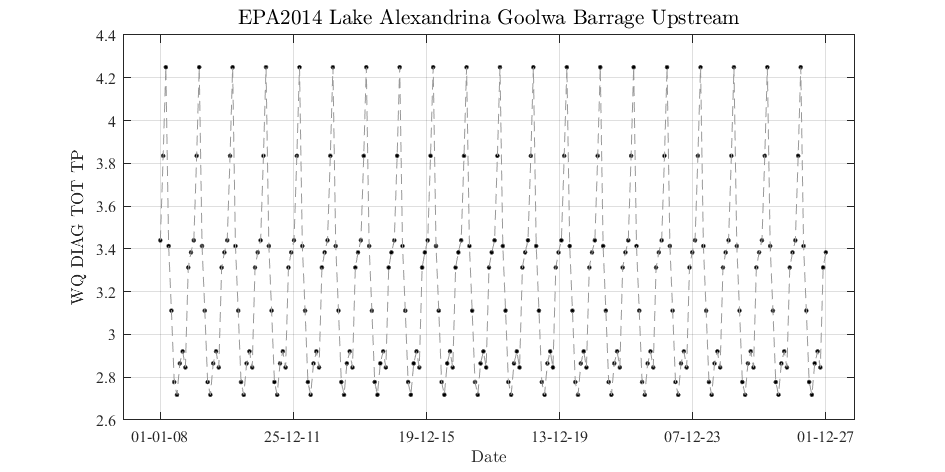 EPA2014 Lake Alexandrina Goolwa Barrage Upstream
4.4
4.2
4
3.8
3.6
3.4
3.2
3
2.8
2.6
WQ DIAG TOT TP
01-01-08 25-12-11 19-12-15 13-12-19 07-12-23 01-12-27
Date